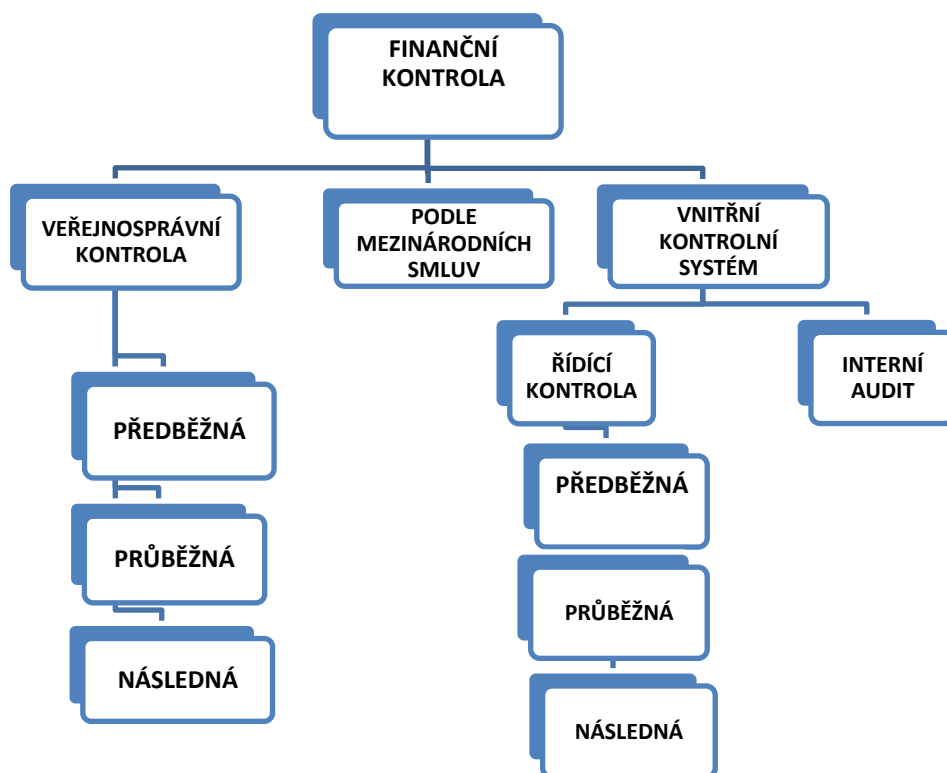 FINANČNÍ
KONTROLA
VEŘEJNOSPRÁVNÍ
KONTROLA
PODLE
MEZINÁRODNÍCH
SMLUV
VNITŘNÍ
KONTROLNÍ
SYSTÉM
PŘEDBĚŽNÁ
PRŮBĚŽNÁ
NÁSLEDNÁ
ŘÍDÍCÍ
KONTROLA
PŘEDBĚŽNÁ
PRŮBĚŽNÁ
NÁSLEDNÁ
INTERNÍ
AUDIT